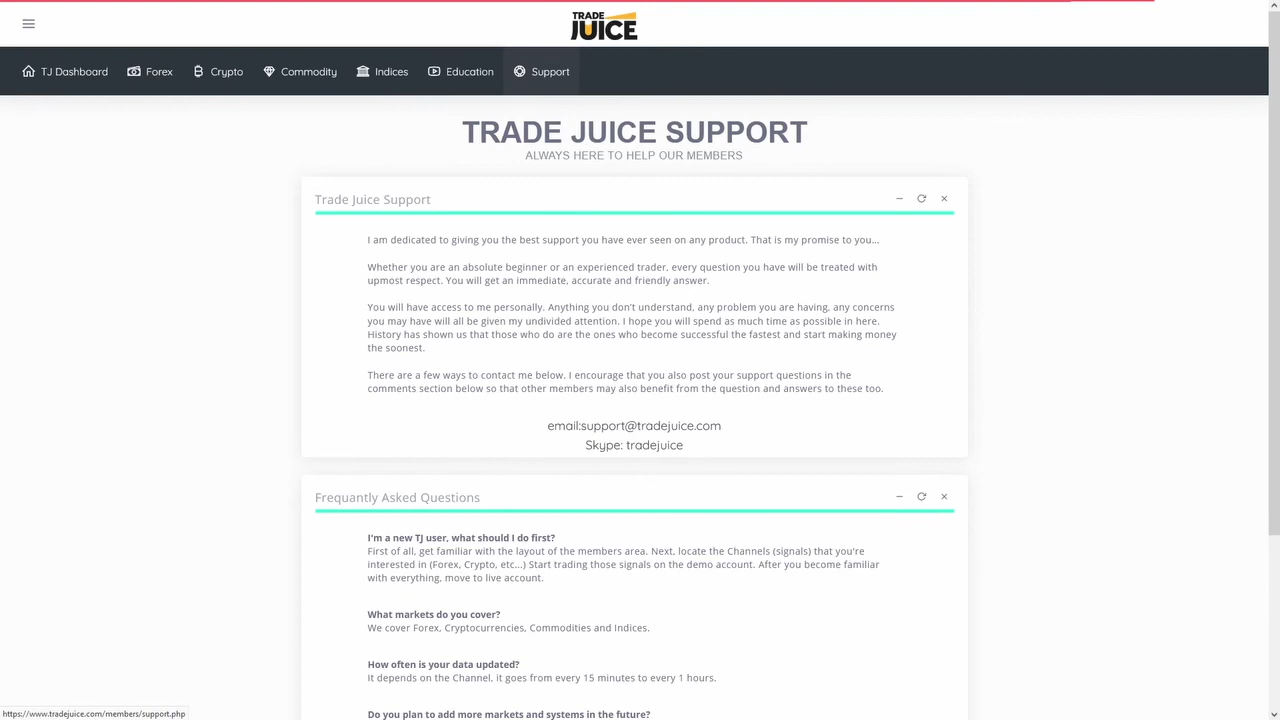 TRADE
JUICE
TJ Dashboard Forex Crypto Commodity Indices Education Support
TRADE JUICE SUPPORT
ALWAYS HERE TO HELP OUR MEMBERS
Trade Juice Support
I am dedicated to giving you the best support you have ever seen on any product. That is my promise to you...
Whether you are an absolute beginner or an experienced trader, every question you have will be treated with
upmost respect. You will get an immediate, accurate and friendly answer.
You will have access to me personally. Anything you don't understand, any problem you are having, any concerns
you may have will all be given my undivided attention. I hope you will spend as much time as possible in here.
History has shown us that those who do are the ones who become successful the fastest and start making money
the soonest.
There are a few ways to contact me below. I encourage that you also post your support questions in the
comments section below so that other members may also benefit from the question and answers to these too.
email:support@tradejuice.com
Skype: tradejuice
Frequantly Asked Questions
I'm a new TJ user, what should I do first?
First of all, get familiar with the layout of the members area. Next, locate the Channels (signals) that you're
interested in (Forex, Crypto, etc...) Start trading those signals on the demo account. After you become familiar
with everything, move to live account.
What markets do you cover?
We cover Forex, Cryptocurrencies, Commodities and Indices.
How often is your data updated?
It depends on the Channel, it goes from every 15 minutes to every 1 hours.
Do you plan to add more markets and systems in the future?
https://www.tradejuice.com/members/support.php